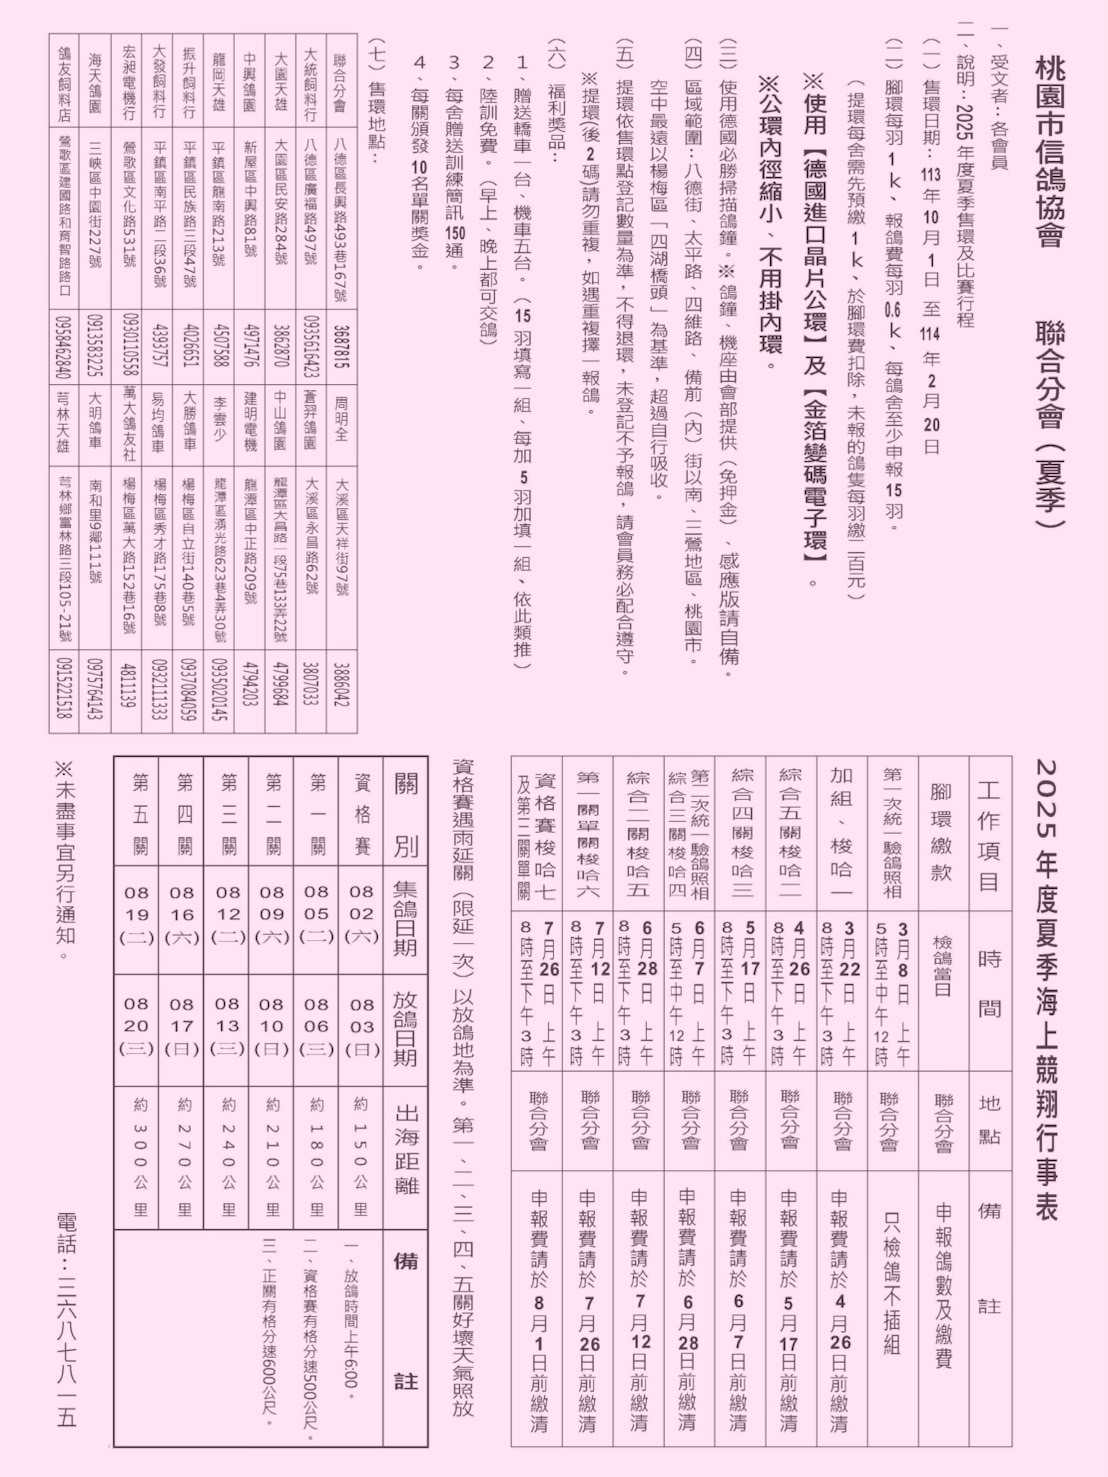 桃園市信鴿協會　聯合分會（夏季）
一、受文者：各會員
二、說明：2025年度夏季售環及比賽行程
（一）售環日期：113年10月1日 至 114年2月20日
（二）腳環每羽1k、報鴿費每羽0.6k、每鴿舍至少申報15羽。
（提環每舍需先預繳1k、於腳環費扣除，未報的鴿隻每羽繳二百元）
※使用【德國進口晶片公環】及【金箔變碼電子環】。
※公環內徑縮小、不用掛內環。
（三）使用德國必勝掃描鴿鐘。※鴿鐘、機座由會部提供（免押金）、感應版請自備。
（四）區域範圍：八德街、太平路、四維路、備前（內）街以南、三鶯地區、桃園市。
空中最遠以楊梅區「四湖橋頭」為基準，超過自行吸收。
（五）提環依售環點登記數量為準，不得退環，未登記不予報鴿，請會員務必配合遵守。
※提環(後2碼)請勿重複，如遇重複擇一報鴿。
（六）福利獎品：
1、贈送轎車一台、機車五台。（15羽填寫一組、每加5羽加填一組、依此類推）
2、陸訓免費。（早上、晚上都可交鴿）
3、每舍贈送訓練簡訊150通。
4、每關頒發10名單關獎金。
（七）售環地點：
聯合分會 八德區長興路493巷167號 3687815 周明全 大溪區天祥街97號 3886042
大統飼料行 八德區廣福路497號 0935616423 蒼羿鴿園 大溪區永昌路62號 3807033
大園天雄 大園區民安路284號 3862870 中山鴿園 龍潭區大昌路一段75巷133弄22號 4799684
中興鴿園 新屋區中興路81號 4971476 建明電機 龍潭區中正路209號 4794203
龍岡天雄 平鎮區龍南路213號 4507588 李雲少 龍潭區湧光路623巷4弄30號 0935020145
振升飼料行 平鎮區民族路三段47號 4026651 大勝鴿車 楊梅區自立街140巷5號 0937084059
大發飼料行 平鎮區南平路二段36號 4393757 易均鴿車 楊梅區秀才路175巷8號 0932111333
宏昶電機行 鶯歌區文化路531號 0930110558 萬大鴿友社 楊梅區萬大路152巷16號 4811139
海天鴿園 三峽區中園街227號 0913583225 大明鴿車 南和里9鄰111號 0975764143
鴿友飼料店 鶯歌區建國路和育智路路口 0958462840 芎林天雄 芎林鄉富林路三段105-21號 0915221518
2025年度夏季海上競翔行事表
工作項目 時間 地點 備註
腳環繳款 檢鴿當日 聯合分會 申報鴿數及繳費
第一次統一驗鴿照相 3月8日 上午5時至中午12時 聯合分會 只檢鴿不插組
加組、梭哈一 3月22日 上午8時至下午3時 聯合分會 申報費請於4月26日前繳清
綜合五關梭哈二 4月26日 上午8時至下午3時 聯合分會 申報費請於5月17日前繳清
綜合四關梭哈三 5月17日 上午8時至下午3時 聯合分會 申報費請於6月7日前繳清
第二次統一驗鴿照相綜合三關梭哈四 6月7日 上午5時至中午12時 聯合分會 申報費請於6月28日前繳清
綜合二關梭哈五 6月28日 上午8時至下午3時 聯合分會 申報費請於7月12日前繳清
第一關單關梭哈六 7月12日 上午8時至下午3時 聯合分會 申報費請於7月26日前繳清
資格賽梭哈七及第二關單關 7月26日 上午8時至下午3時 聯合分會 申報費請於8月1日前繳清
資格賽遇雨延關（限延一次）以放鴿地為準。第一、二、三、四、五關好壞天氣照放
關別 集鴿日期 放鴿日期 出海距離 備註
資格賽 08 02 (六) 08 03 (日) 約150公里 一、放鴿時間上午6:00。
第一關 08 05 (二) 08 06 (三) 約180公里 二、資格賽有格分速500公尺。
第二關 08 09 (六) 08 10 (日) 約210公里 三、正關有格分速600公尺。
第三關 08 12 (二) 08 13 (三) 約240公里
第四關 08 16 (六) 08 17 (日) 約270公里
第五關 08 19 (二) 08 20 (三) 約300公里
※未盡事宜另行通知。
電話：三六八七八一五